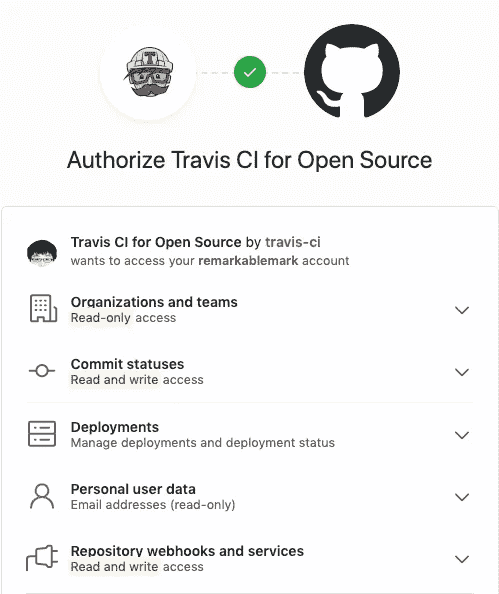 Authorize Travis CI for Open Source
Travis CI for Open Source by travis-ci
wants to access your remarkablemark account
Organizations and teams
Read-only access
Commit statuses
Read and write access
Deployments
Manage deployments and deployment status
Personal user data
Email addresses (read-only)
Repository webhooks and services
Read and write access